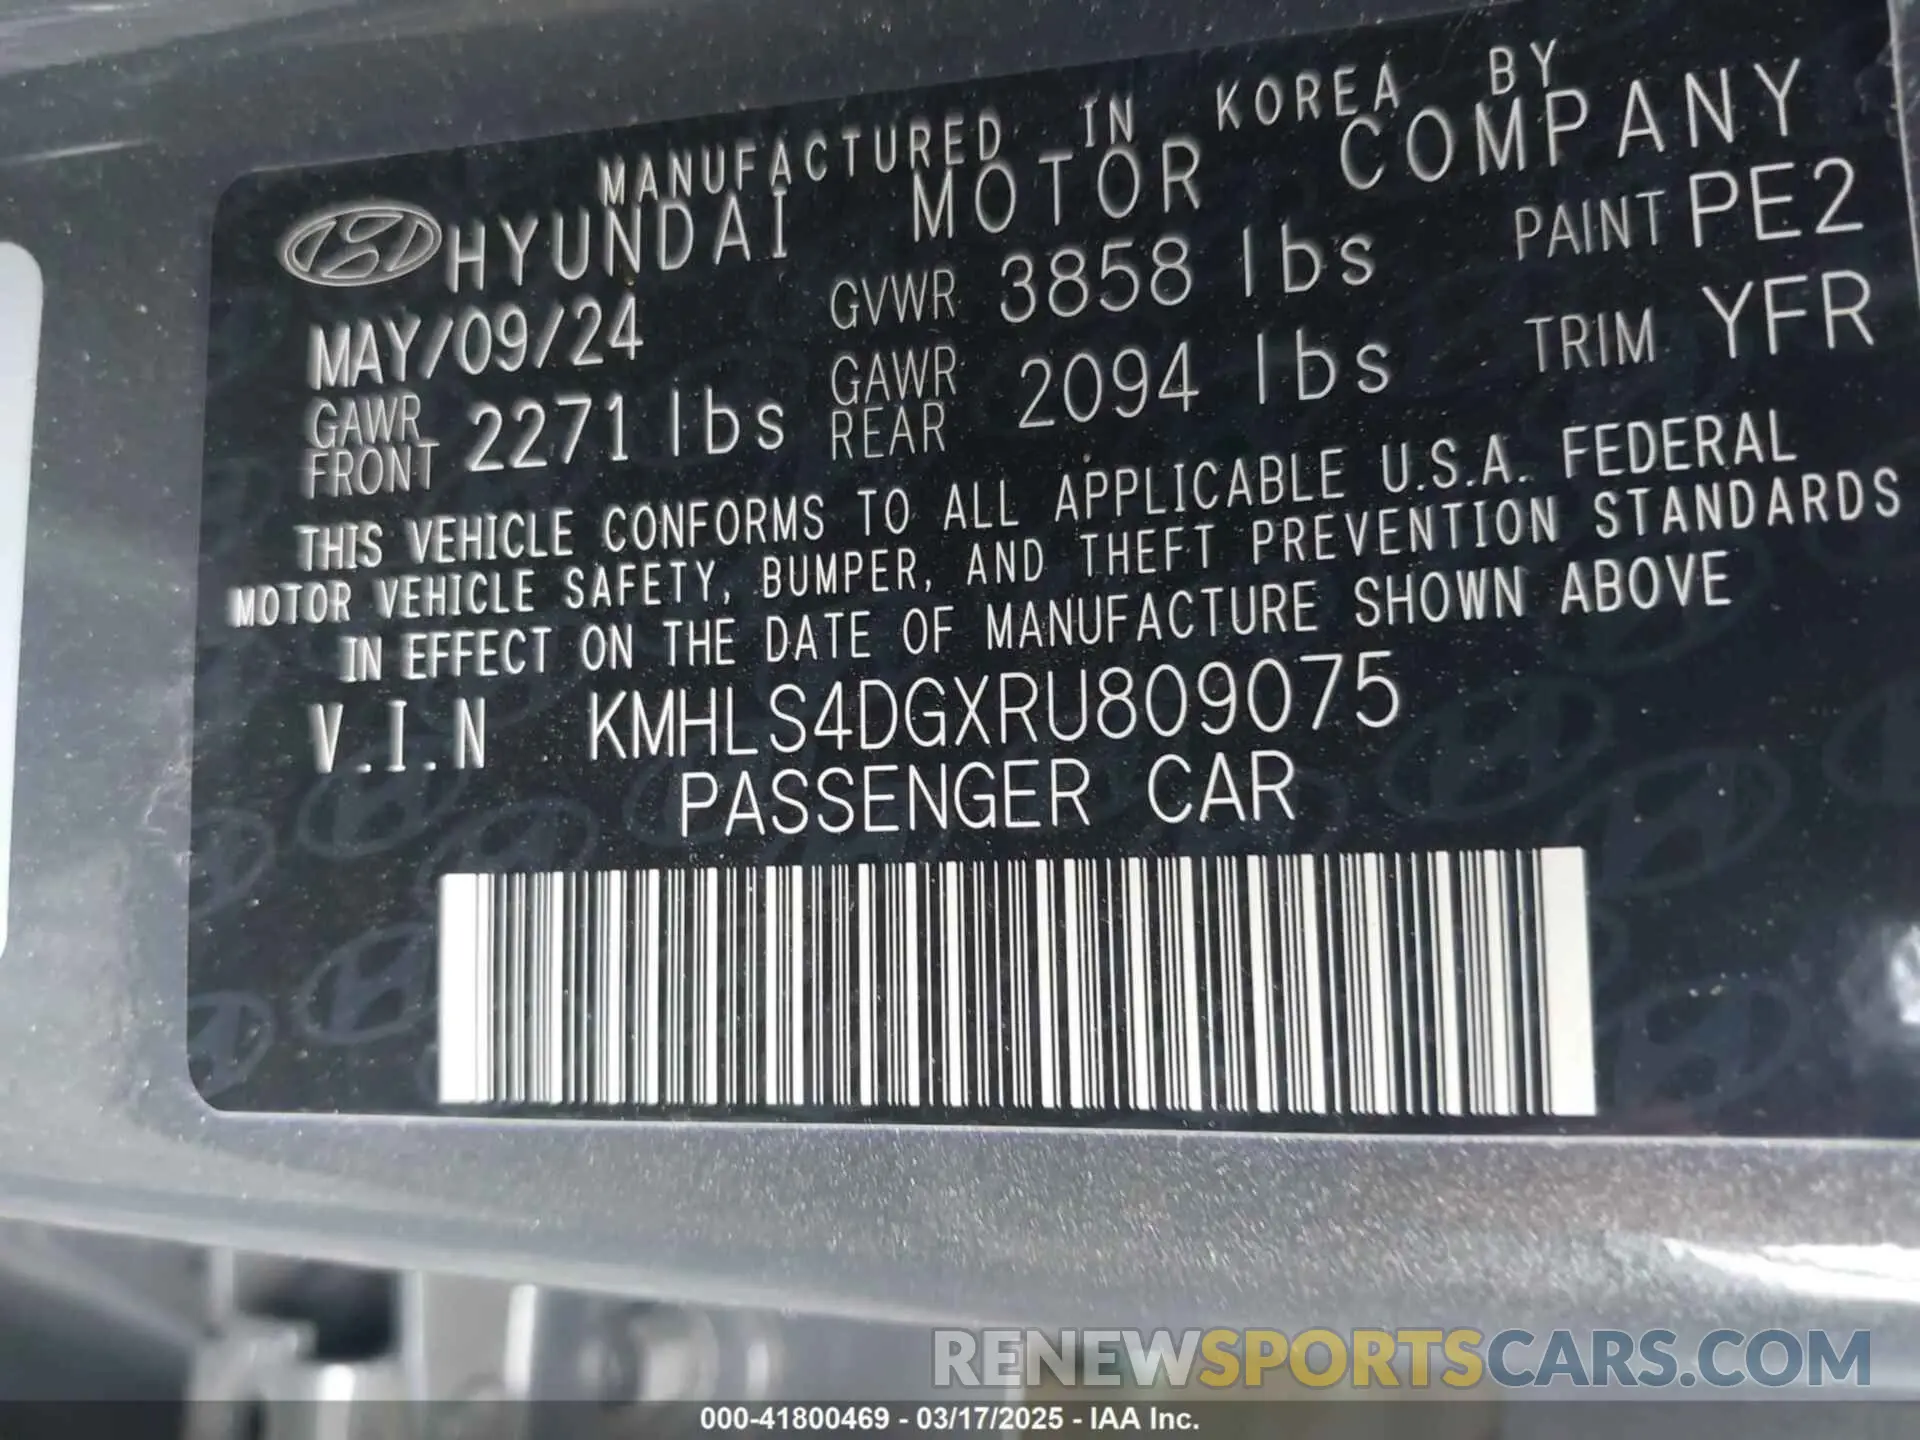 MANUFACTURED IN KOREA BY
HYUNDAI MOTOR COMPANY
MAY/09/24 GVWR 3858 lbs PAINT PE2
GAWR FRONT 2271 lbs GAWR REAR 2094 lbs TRIM YFR
THIS VEHICLE CONFORMS TO ALL APPLICABLE U.S.A. FEDERAL
MOTOR VEHICLE SAFETY, BUMPER, AND THEFT PREVENTION STANDARDS
IN EFFECT ON THE DATE OF MANUFACTURE SHOWN ABOVE
V.I.N KMHLS4DGXRU809075
PASSENGER CAR
RENEWSPORTSCARS.COM
000-41800469 - 03/17/2025 - IAA Inc.